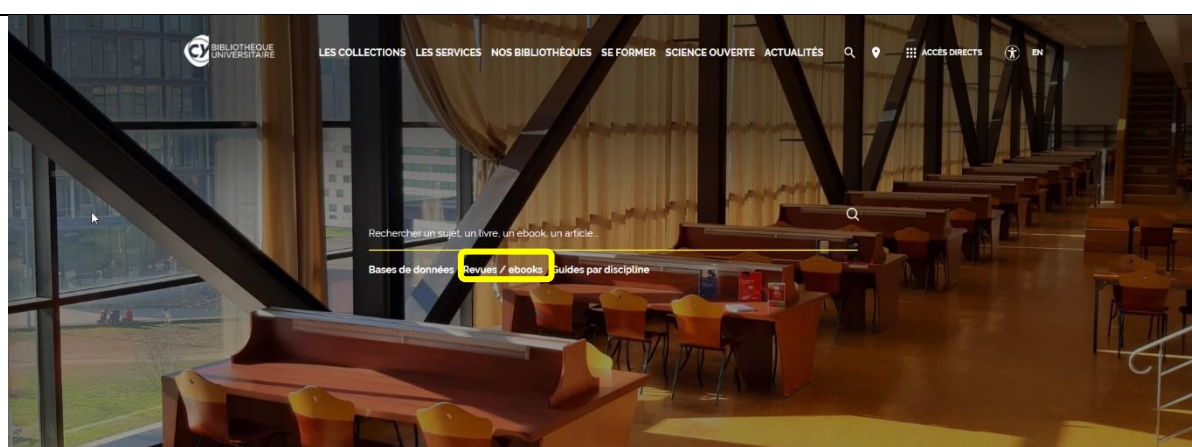 CY BIBLIOTHÈQUE
UNIVERSITAIRE
LES COLLECTIONS LES SERVICES NOS BIBLIOTHÈQUES SE FORMER SCIENCE OUVERTE ACTUALITÉS ACCÈS DIRECTS EN
Rechercher un sujet, un livre, un ebook, un article...
Bases de données Revues / ebooks Guides par discipline